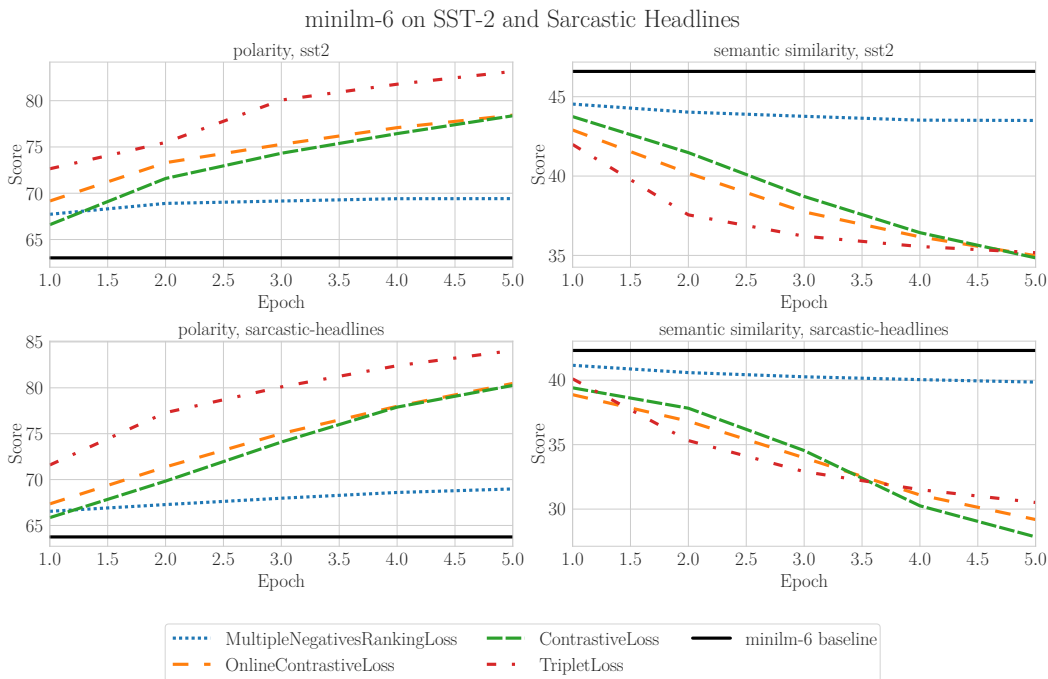 minilm-6 on SST-2 and Sarcastic Headlines
polarity, sst2
Score
80
75
70
65
1.0 1.5 2.0 2.5 3.0 3.5 4.0 4.5 5.0
Epoch
semantic similarity, sst2
Score
45
40
35
1.0 1.5 2.0 2.5 3.0 3.5 4.0 4.5 5.0
Epoch
polarity, sarcastic-headlines
Score
85
80
75
70
65
1.0 1.5 2.0 2.5 3.0 3.5 4.0 4.5 5.0
Epoch
semantic similarity, sarcastic-headlines
Score
40
35
30
1.0 1.5 2.0 2.5 3.0 3.5 4.0 4.5 5.0
Epoch
MultipleNegativesRankingLoss ContrastiveLoss minilm-6 baseline
OnlineContrastiveLoss TripletLoss